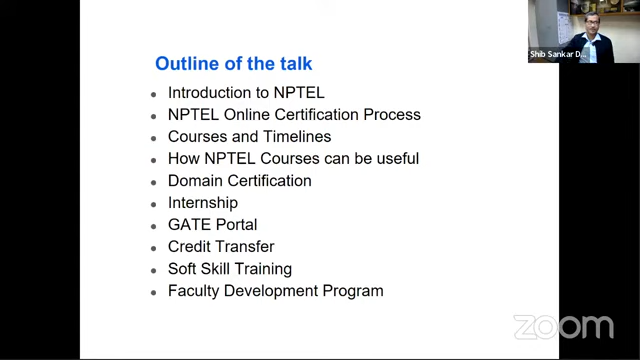 Shib Sankar D...
Outline of the talk
• Introduction to NPTEL
• NPTEL Online Certification Process
• Courses and Timelines
• How NPTEL Courses can be useful
• Domain Certification
• Internship
• GATE Portal
• Credit Transfer
• Soft Skill Training
• Faculty Development Program
zoom